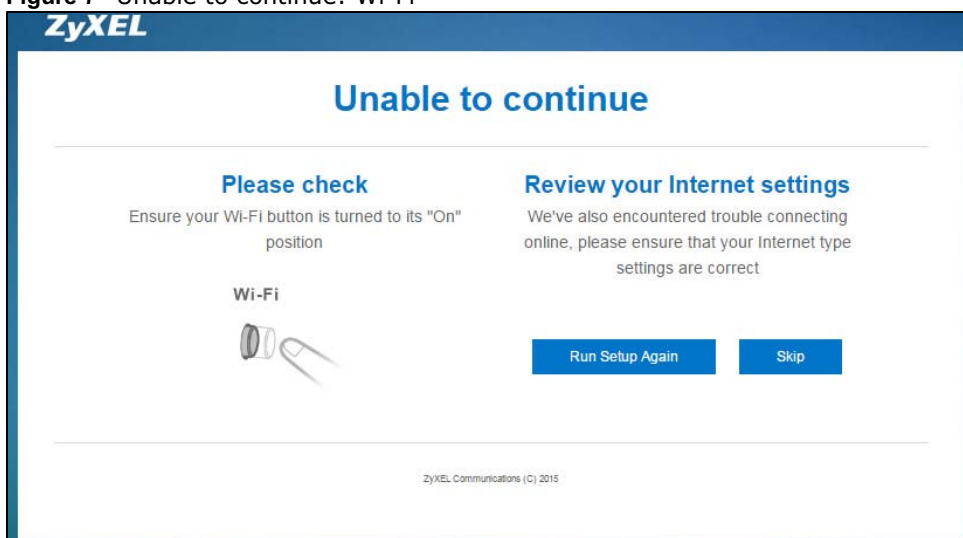 Figure 7 Unable to continue: Wi-Fi
ZyXEL
Unable to continue
Please check
Ensure your Wi-Fi button is turned to its "On"
position
Wi-Fi
Review your Internet settings
We've also encountered trouble connecting
online, please ensure that your Internet type
settings are correct
Run Setup Again
Skip
ZyXEL Communications (C) 2015